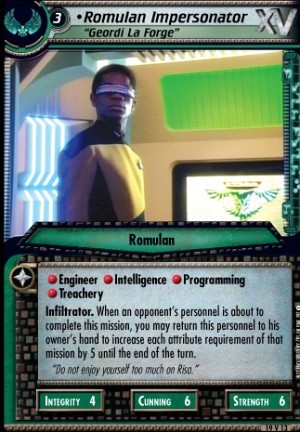 3
•Romulan Impersonator
"Geordi La Forge"
XV
Romulan
Engineer Intelligence Programming
Treachery
Infiltrator. When an opponent's personnel is about to
complete this mission, you may return this personnel to his
owner's hand to increase each attribute requirement of that
mission by 5 until the end of the turn.
"Do not enjoy yourself too much on Risa."
INTEGRITY 4
CUNNING 6
STRENGTH 6
19 V 13